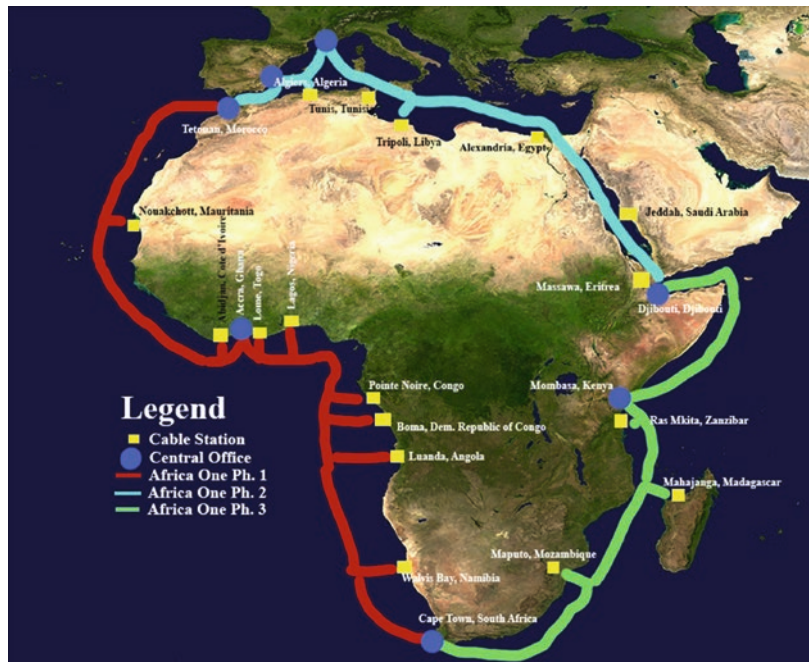 Algiers, Algeria
Tunis, Tunisia
Tetouan, Morocco
Tripoli, Libya
Alexandria, Egypt
Nouakchott, Mauritania
Jeddah, Saudi Arabia
Abidjan, Cote d'Ivoire
Accra, Ghana
Lome, Togo
Lagos, Nigeria
Massawa, Erifrea
Djibouti, Djibouti
Pointe Noire, Congo
Mombasa, Kenya
Boma, Dem. Republic of Congo
Ras Mkita, Zanzibar
Luanda, Angola
Mahajanga, Madagascar
Maputo, Mozambique
Walvis Bay, Namibia
Cape Town, South Africa
Legend
Cable Station
Central Office
Africa One Ph. 1
Africa One Ph. 2
Africa One Ph. 3